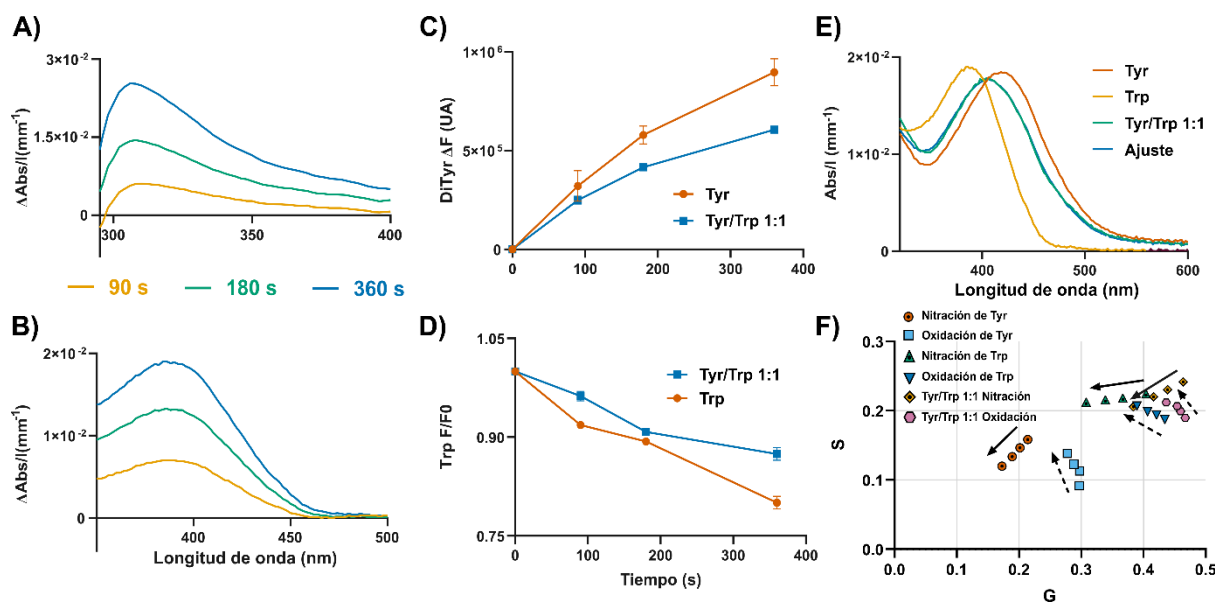 A)
ΔAbs/l(mm⁻¹)
3×10⁻²
1.5×10⁻²
0
300
350
400
90 s
180 s
360 s
B)
ΔAbs/l(mm⁻¹)
2×10⁻²
1×10⁻²
0
400
450
500
Longitud de onda (nm)
C)
DiTyr ΔF (UA)
1×10⁶
5×10⁵
0
0
100
200
300
400
Tyr
Tyr/Trp 1:1
D)
Trp F/F0
1.05
0.90
0.75
0
100
200
300
400
Tiempo (s)
Tyr/Trp 1:1
Trp
E)
Abs/l (mm⁻¹)
2×10⁻²
1×10⁻²
0
400
500
600
Longitud de onda (nm)
Tyr
Trp
Tyr/Trp 1:1
Ajuste
F)
Nitración de Tyr
Oxidación de Tyr
Nitración de Trp
Oxidación de Trp
Tyr/Trp 1:1 Nitración
Tyr/Trp 1:1 Oxidación
S
0.3
0.2
0.1
0.0
0.0
0.1
0.2
0.3
0.4
0.5
G